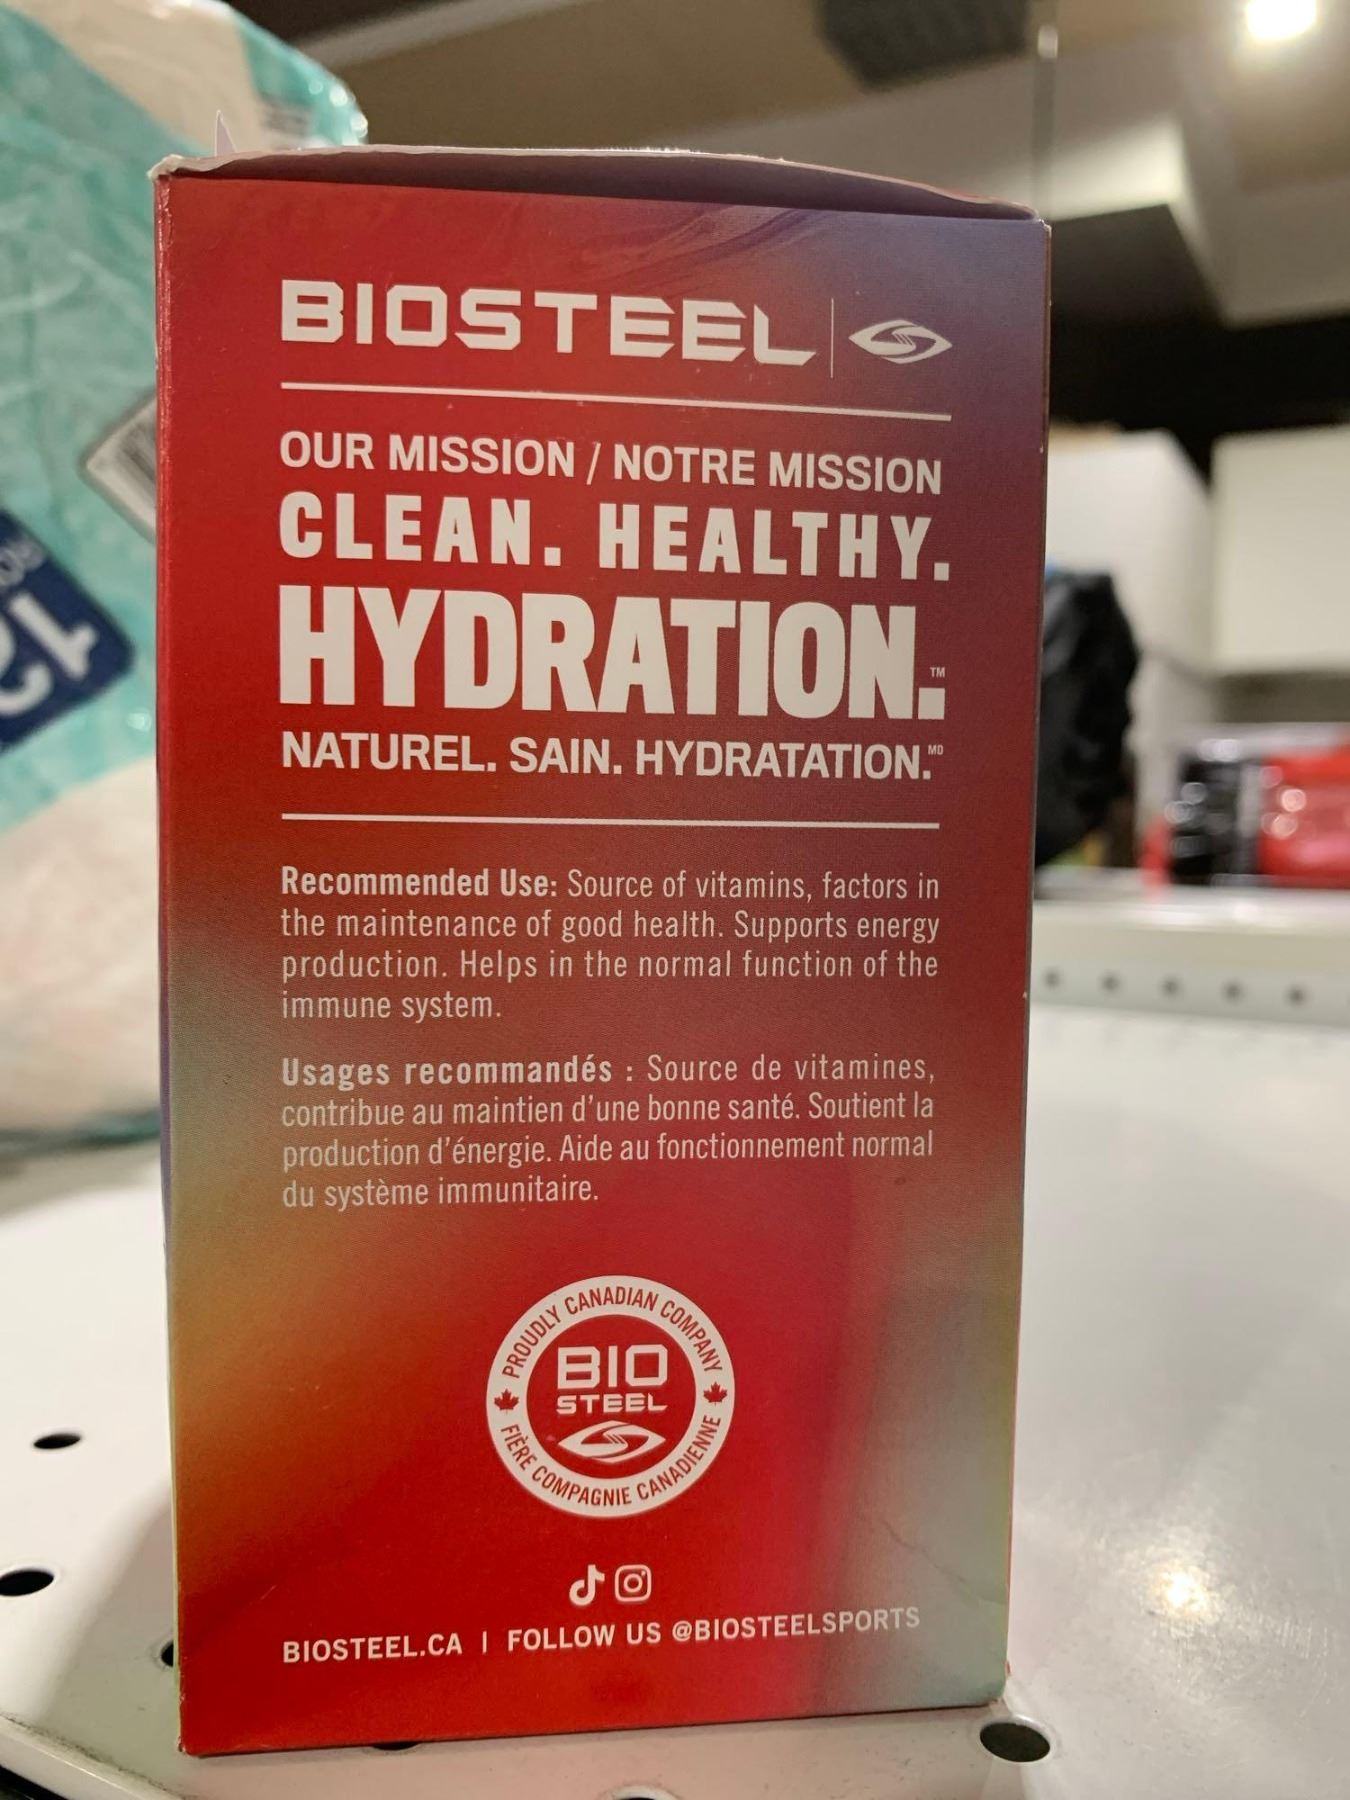 BIOSTEEL
OUR MISSION / NOTRE MISSION
CLEAN. HEALTHY.
HYDRATION.™
NATUREL. SAIN. HYDRATATION.ᴹᴰ
Recommended Use: Source of vitamins, factors in
the maintenance of good health. Supports energy
production. Helps in the normal function of the
immune system.
Usages recommandés : Source de vitamines,
contribue au maintien d'une bonne santé. Soutient la
production d'énergie. Aide au fonctionnement normal
du système immunitaire.
PROUDLY CANADIAN COMPANY
BIO
STEEL
FIÈRE COMPAGNIE CANADIENNE
BIOSTEEL.CA | FOLLOW US @BIOSTEELSPORTS
12